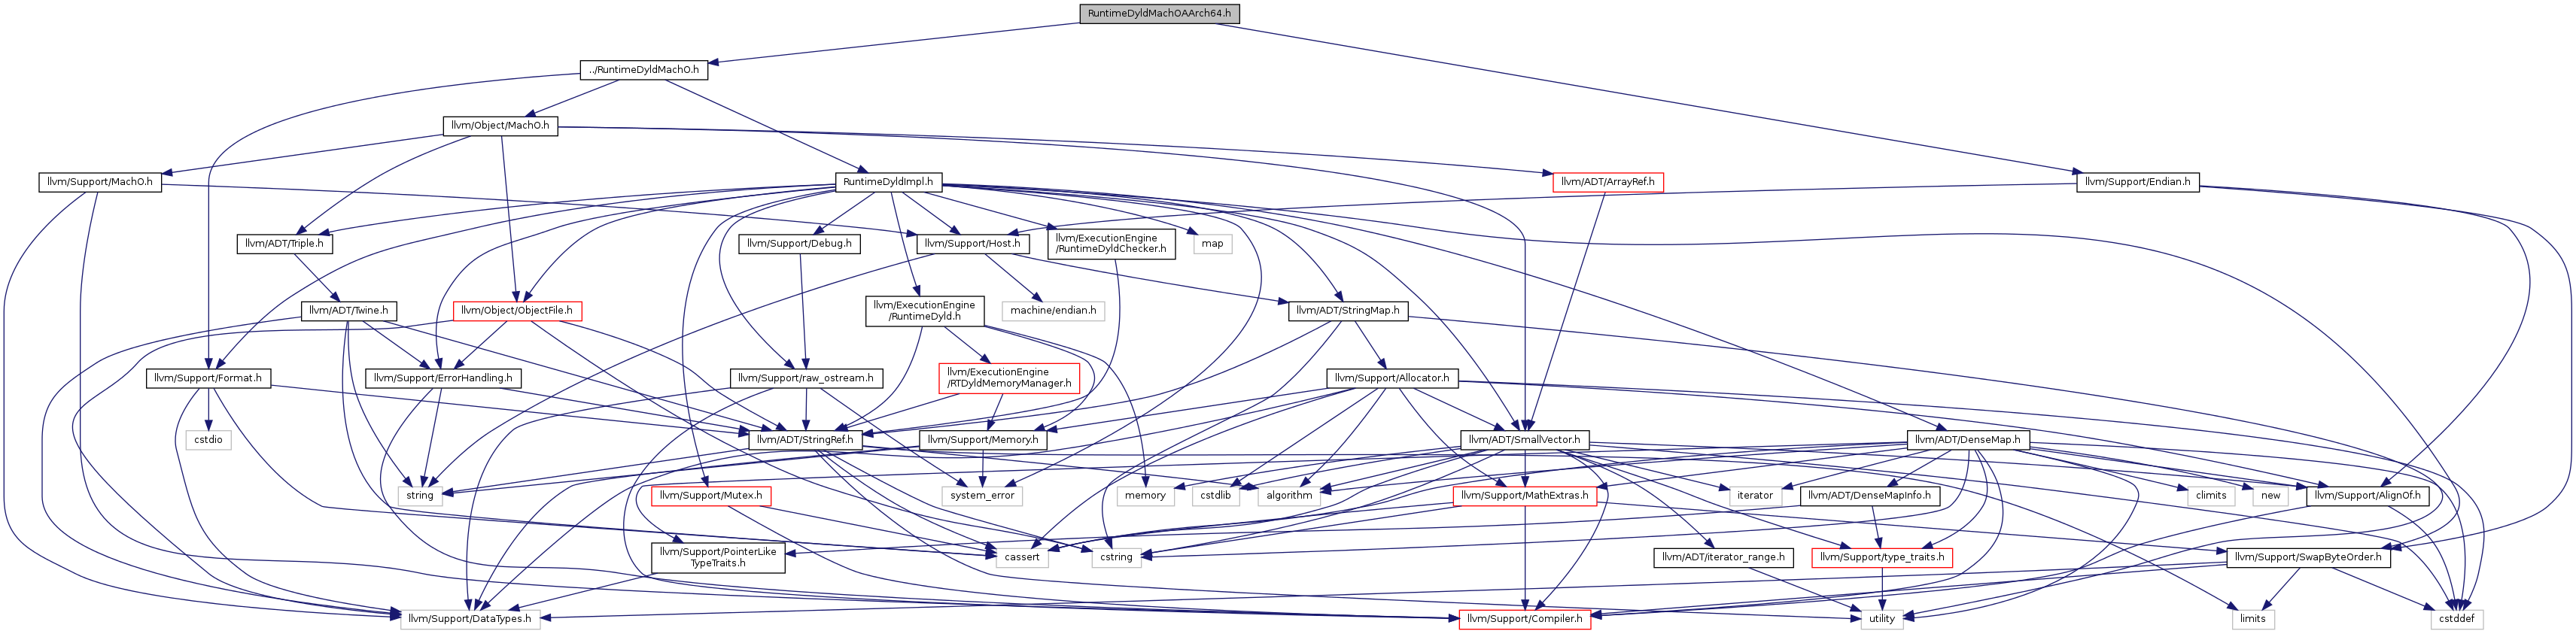 RuntimeDyldMachOAArch64.h
../RuntimeDyldMachO.h
llvm/Object/MachO.h
llvm/Support/MachO.h
RuntimeDyldImpl.h
llvm/ADT/ArrayRef.h
llvm/Support/Endian.h
llvm/ADT/Triple.h
llvm/Support/Debug.h
llvm/Support/Host.h
llvm/ExecutionEngine
/RuntimeDyldChecker.h
map
llvm/ADT/Twine.h
llvm/Object/ObjectFile.h
llvm/ExecutionEngine
/RuntimeDyld.h
machine/endian.h
llvm/ADT/StringMap.h
llvm/Support/Format.h
llvm/Support/ErrorHandling.h
llvm/Support/raw_ostream.h
llvm/ExecutionEngine
/RTDyldMemoryManager.h
llvm/Support/Allocator.h
cstdio
llvm/ADT/StringRef.h
llvm/Support/Memory.h
llvm/ADT/SmallVector.h
llvm/ADT/DenseMap.h
string
llvm/Support/Mutex.h
system_error
memory
cstdlib
algorithm
llvm/Support/MathExtras.h
iterator
llvm/ADT/DenseMapInfo.h
climits
new
llvm/Support/AlignOf.h
llvm/Support/PointerLike
TypeTraits.h
cassert
cstring
llvm/ADT/iterator_range.h
llvm/Support/type_traits.h
llvm/Support/SwapByteOrder.h
llvm/Support/DataTypes.h
llvm/Support/Compiler.h
utility
limits
cstddef